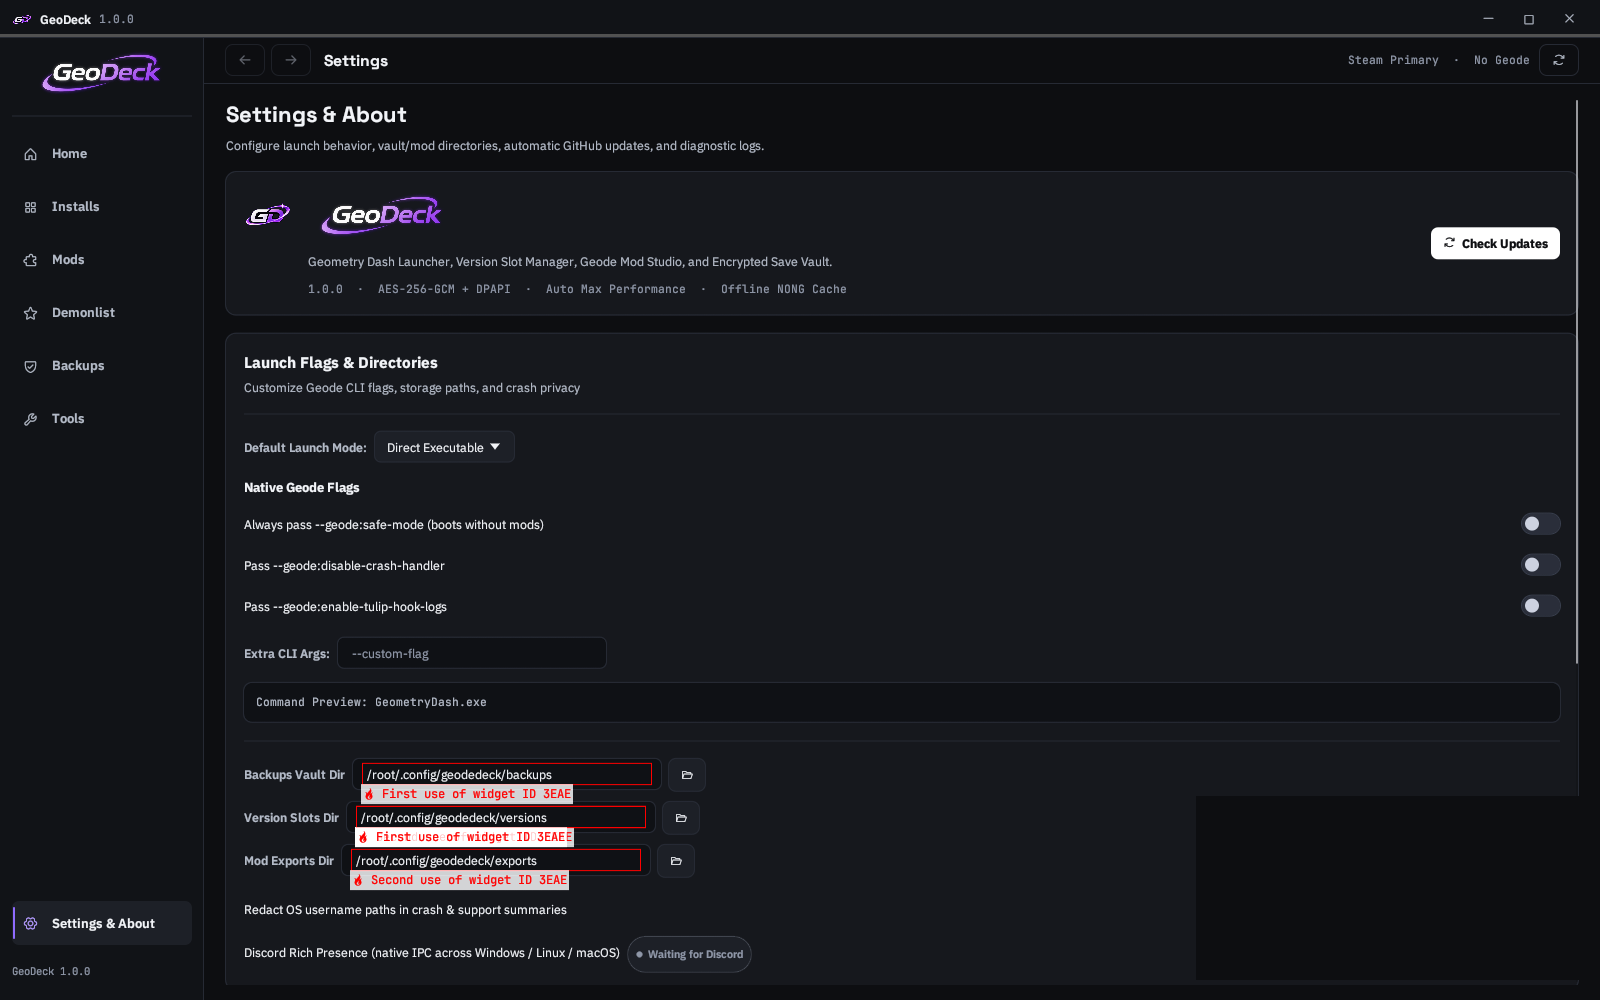 GeoDeck 1.0.0
GeoDeck
Settings
Steam Primary · No Geode
Home
Installs
Mods
Demonlist
Backups
Tools
Settings & About
GeoDeck 1.0.0
Settings & About
Configure launch behavior, vault/mod directories, automatic GitHub updates, and diagnostic logs.
GD GeoDeck
Geometry Dash Launcher, Version Slot Manager, Geode Mod Studio, and Encrypted Save Vault.
1.0.0 · AES-256-GCM + DPAPI · Auto Max Performance · Offline NONG Cache
Check Updates
Launch Flags & Directories
Customize Geode CLI flags, storage paths, and crash privacy
Default Launch Mode: Direct Executable
Native Geode Flags
Always pass --geode:safe-mode (boots without mods)
Pass --geode:disable-crash-handler
Pass --geode:enable-tulip-hook-logs
Extra CLI Args: --custom-flag
Command Preview: GeometryDash.exe
Backups Vault Dir /root/.config/geodedeck/backups
First use of widget ID 3EAE
Version Slots Dir /root/.config/geodedeck/versions
First use of widget ID 3EAE
Mod Exports Dir /root/.config/geodedeck/exports
Second use of widget ID 3EAE
Redact OS username paths in crash & support summaries
Discord Rich Presence (native IPC across Windows / Linux / macOS) Waiting for Discord